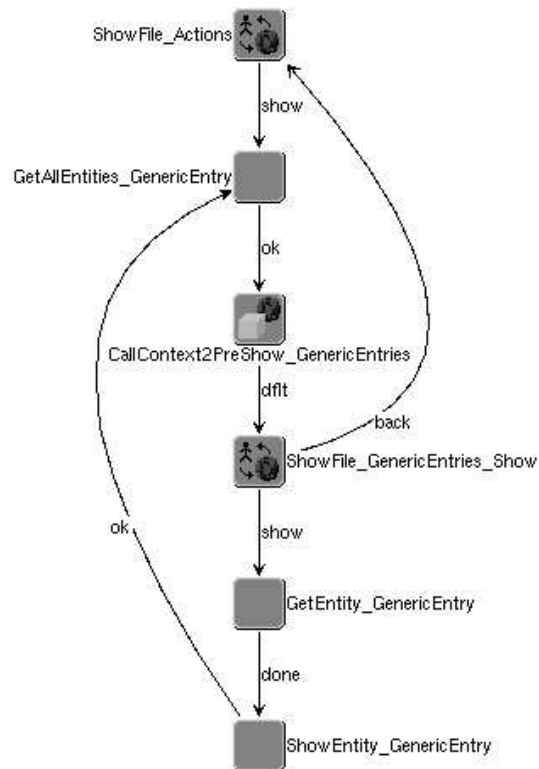 ShowFile_Actions
show
GetAllEntities_GenericEntry
ok
CallContext2PreShow_GenericEntries
dflt
back
ShowFile_GenericEntries_Show
ok
show
GetEntity_GenericEntry
done
ShowEntity_GenericEntry